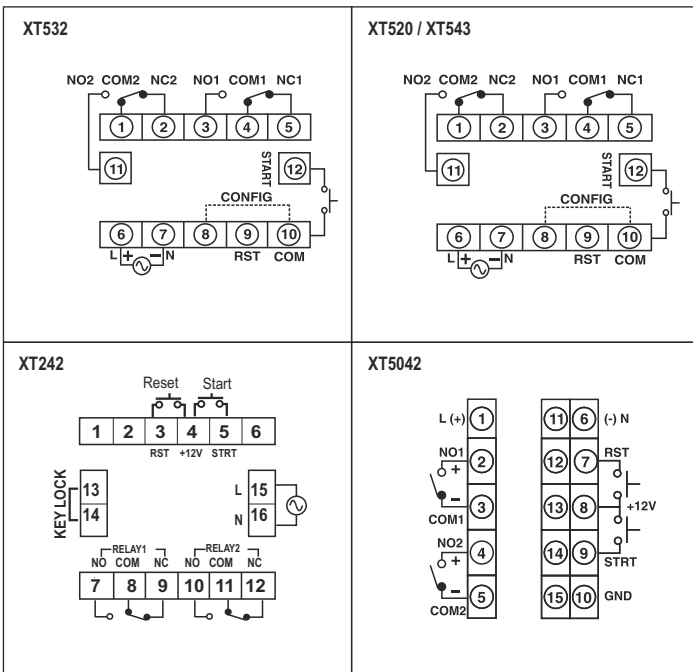 XT532
NO2 COM2 NC2 NO1 COM1 NC1
1 2 3 4 5
11 START 12
CONFIG
6 7 8 9 10
L + − N RST COM
XT520 / XT543
NO2 COM2 NC2 NO1 COM1 NC1
1 2 3 4 5
11 START 12
CONFIG
6 7 8 9 10
L + − N RST COM
XT242
Reset Start
1 2 3 4 5 6
RST +12V STRT
KEY LOCK 13 14
L 15
N 16
RELAY1 RELAY2
NO COM NC NO COM NC
7 8 9 10 11 12
XT5042
L (+) 1 11 6 (-) N
NO1 + 2 12 7 RST
− 3 13 8 +12V
COM1
NO2 + 4 14 9 STRT
− 5 15 10 GND
COM2